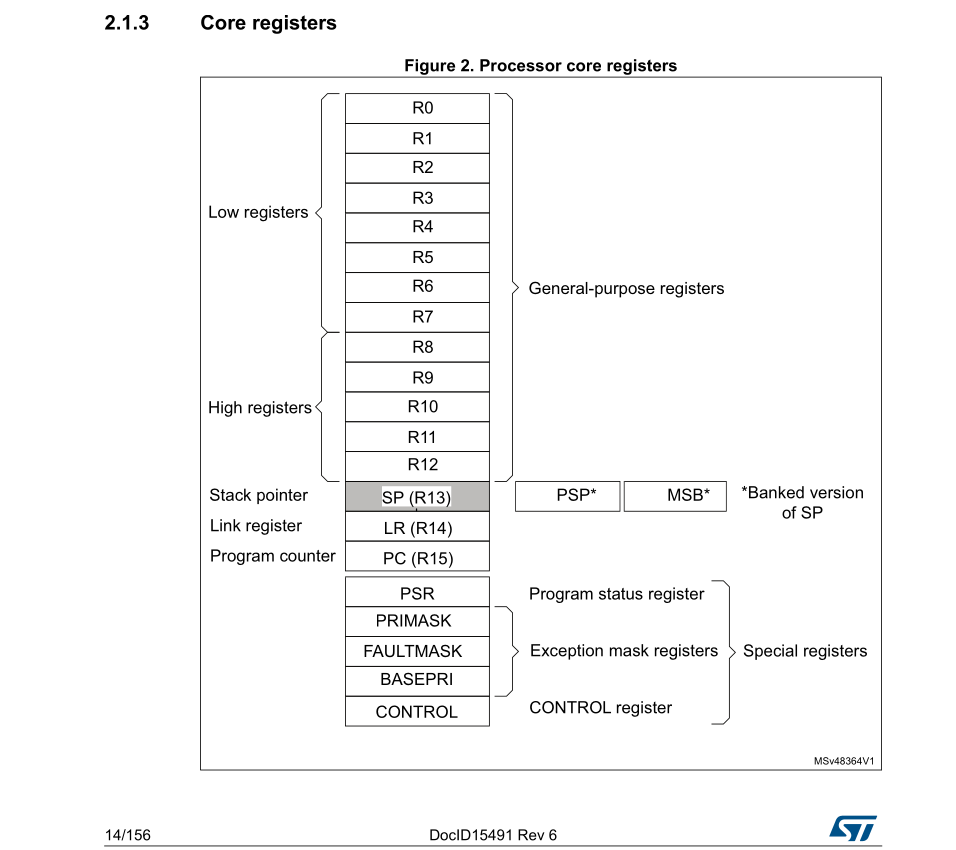 2.1.3 Core registers
Figure 2. Processor core registers
R0
R1
R2
R3
Low registers
R4
R5
R6
General-purpose registers
R7
R8
R9
High registers
R10
R11
R12
Stack pointer SP (R13) PSP* MSB* *Banked version
of SP
Link register LR (R14)
Program counter PC (R15)
PSR Program status register
PRIMASK
FAULTMASK Exception mask registers Special registers
BASEPRI
CONTROL CONTROL register
MSv48364V1
14/156 DocID15491 Rev 6 ST